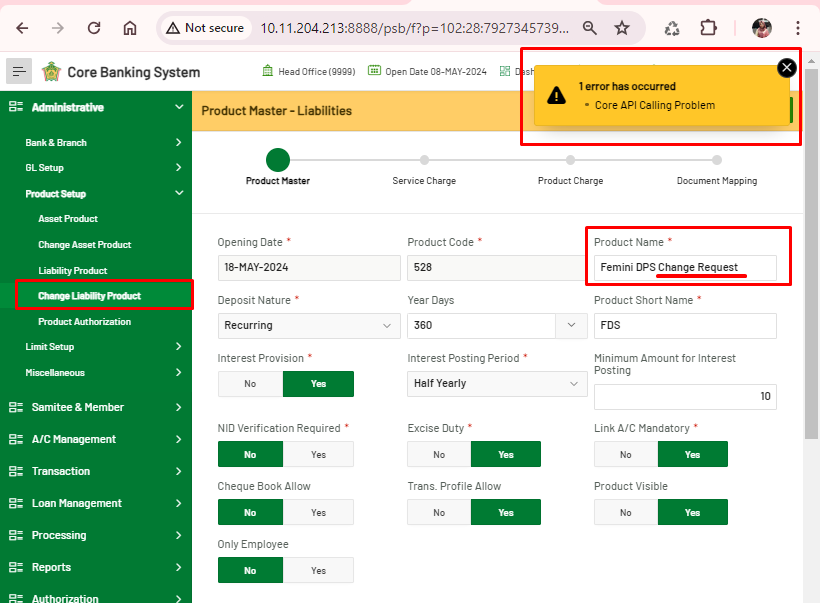 Not secure 10.11.204.213:8888/psb/f?p=102:28:7927345739...
Core Banking System
Head Office (9999) Open Date 08-MAY-2024 Dash
1 error has occurred
Core API Calling Problem
Administrative
Bank & Branch
GL Setup
Product Setup
Asset Product
Change Asset Product
Liability Product
Change Liability Product
Product Authorization
Limit Setup
Miscellaneous
Samitee & Member
A/C Management
Transaction
Loan Management
Processing
Reports
Authorization
Product Master - Liabilities
Product Master Service Charge Product Charge Document Mapping
Opening Date * Product Code * Product Name *
18-MAY-2024 528 Femini DPS Change Request
Deposit Nature * Year Days Product Short Name *
Recurring 360 FDS
Interest Provision * Interest Posting Period * Minimum Amount for Interest
Posting
No Yes Half Yearly 10
NID Verification Required * Excise Duty * Link A/C Mandatory *
No Yes No Yes No Yes
Cheque Book Allow Trans. Profile Allow Product Visible
No Yes No Yes No Yes
Only Employee
No Yes